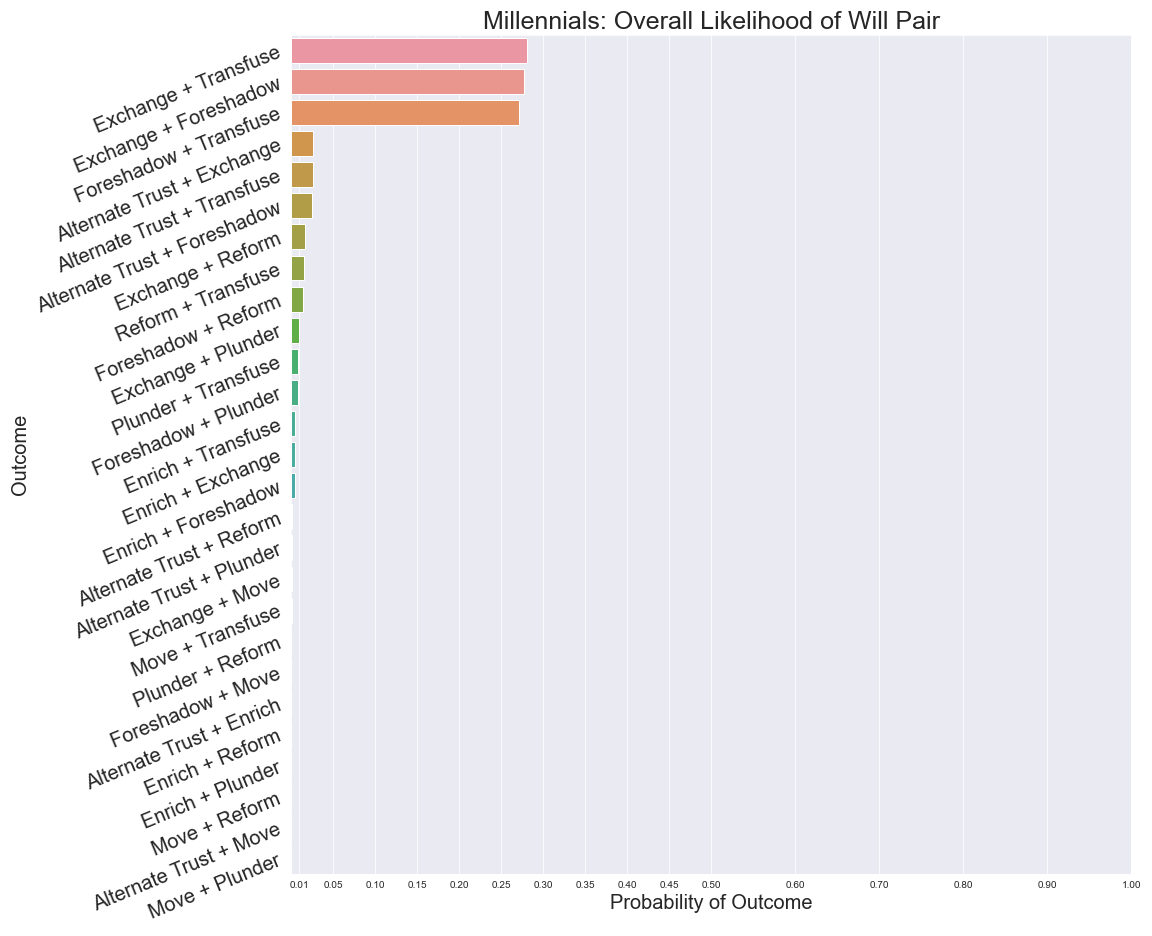 Millennials: Overall Likelihood of Will Pair
Exchange + Transfuse
Exchange + Foreshadow
Foreshadow + Transfuse
Alternate Trust + Exchange
Alternate Trust + Transfuse
Alternate Trust + Foreshadow
Exchange + Reform
Reform + Transfuse
Foreshadow + Reform
Exchange + Plunder
Plunder + Transfuse
Foreshadow + Plunder
Enrich + Transfuse
Enrich + Exchange
Enrich + Foreshadow
Alternate Trust + Reform
Alternate Trust + Plunder
Exchange + Move
Move + Transfuse
Plunder + Reform
Foreshadow + Move
Alternate Trust + Enrich
Enrich + Reform
Enrich + Plunder
Move + Reform
Alternate Trust + Move
Move + Plunder
Outcome
0.01 0.05 0.10 0.15 0.20 0.25 0.30 0.35 0.40 0.45 0.50 0.60 0.70 0.80 0.90 1.00
Probability of Outcome